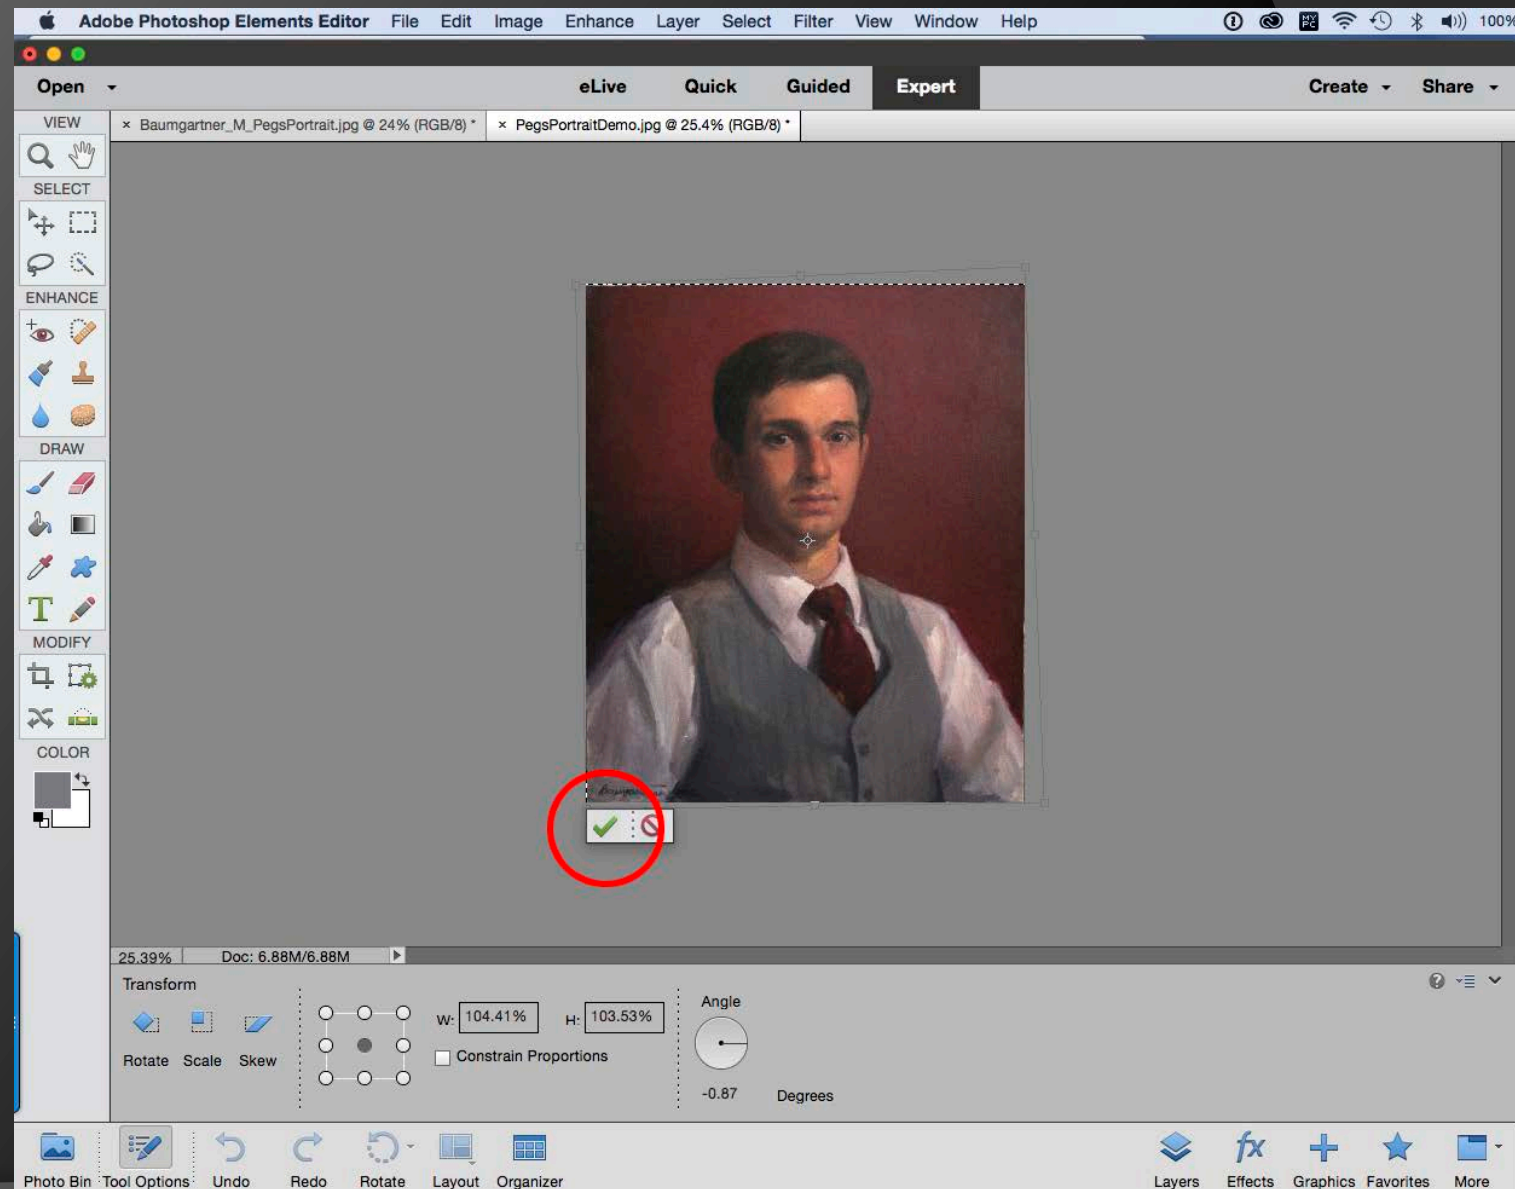 Adobe Photoshop Elements Editor File Edit Image Enhance Layer Select Filter View Window Help 100%
Open eLive Quick Guided Expert Create Share
VIEW
× Baumgartner_M_PegsPortrait.jpg @ 24% (RGB/8) * × PegsPortraitDemo.jpg @ 25.4% (RGB/8) *
SELECT
ENHANCE
DRAW
T
MODIFY
COLOR
25.39% Doc: 6.88M/6.88M
Transform
Angle
W: 104.41% H: 103.53%
Rotate Scale Skew Constrain Proportions
-0.87 Degrees
Photo Bin Tool Options Undo Redo Rotate Layout Organizer Layers Effects Graphics Favorites More